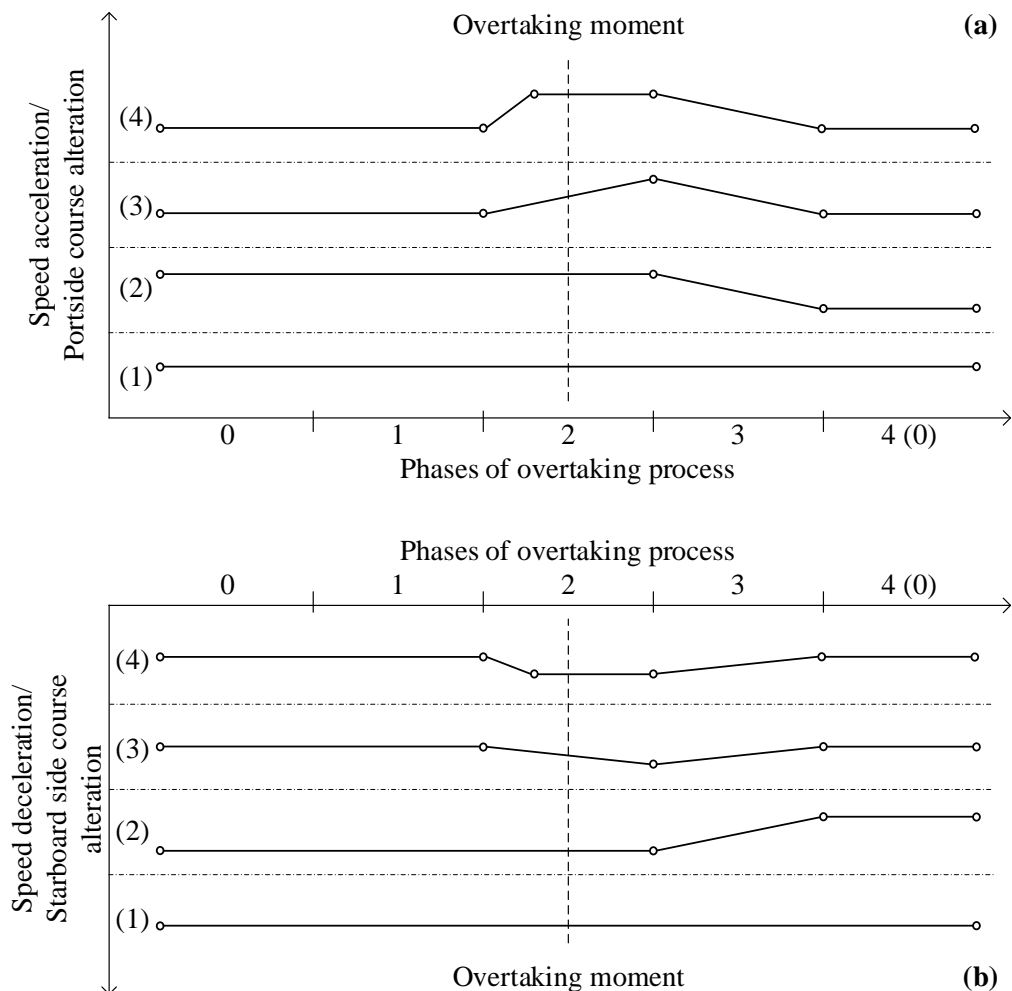 Overtaking moment
(a)
Speed acceleration/
Portside course alteration
(4)
(3)
(2)
(1)
0 1 2 3 4 (0)
Phases of overtaking process
Phases of overtaking process
0 1 2 3 4 (0)
Speed deceleration/
Starboard side course
alteration
(4)
(3)
(2)
(1)
Overtaking moment
(b)